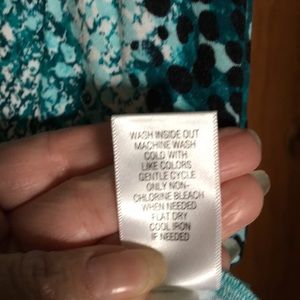 WASH INSIDE OUT
MACHINE WASH
COLD WITH
LIKE COLORS
GENTLE CYCLE
ONLY NON-
CHLORINE BLEACH
WHEN NEEDED
FLAT DRY
COOL IRON
IF NEEDED